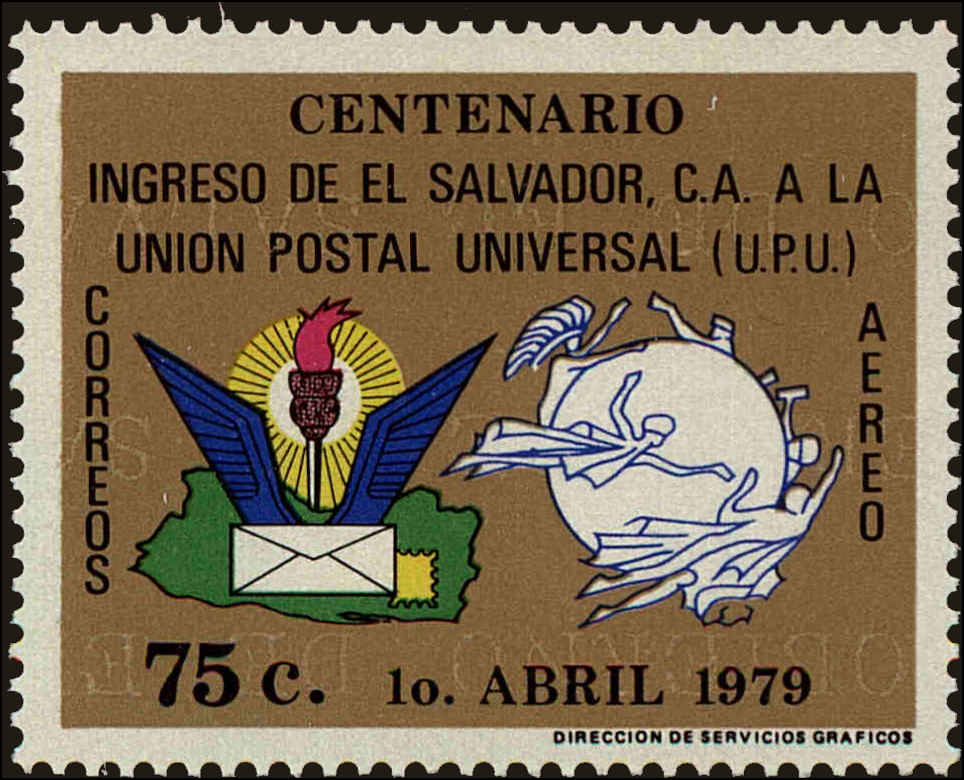 CENTENARIO
INGRESO DE EL SALVADOR, C.A. A LA
UNION POSTAL UNIVERSAL (U.P.U.)
CORREOS
AEREO
75 c. 1o. ABRIL 1979
DIRECCION DE SERVICIOS GRAFICOS